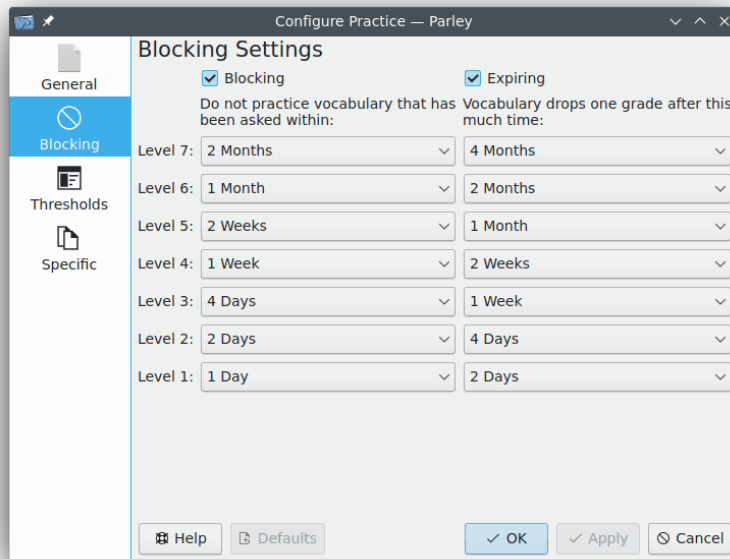 Configure Practice — Parley
General
Blocking
Thresholds
Specific
Blocking Settings
Blocking
Expiring
Do not practice vocabulary that has been asked within:
Vocabulary drops one grade after this much time:
Level 7: 2 Months 4 Months
Level 6: 1 Month 2 Months
Level 5: 2 Weeks 1 Month
Level 4: 1 Week 2 Weeks
Level 3: 4 Days 1 Week
Level 2: 2 Days 4 Days
Level 1: 1 Day 2 Days
Help Defaults OK Apply Cancel